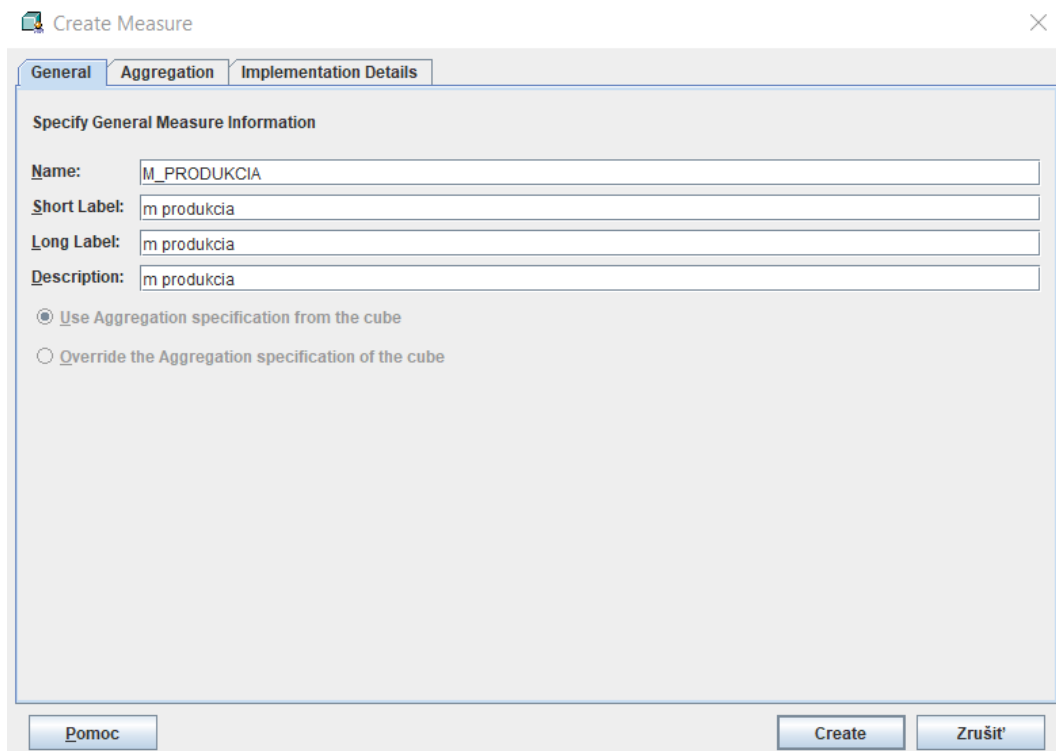 Create Measure
General Aggregation Implementation Details
Specify General Measure Information
Name: M_PRODUKCIA
Short Label: m produkcia
Long Label: m produkcia
Description: m produkcia
Use Aggregation specification from the cube
Override the Aggregation specification of the cube
Pomoc Create Zrušiť